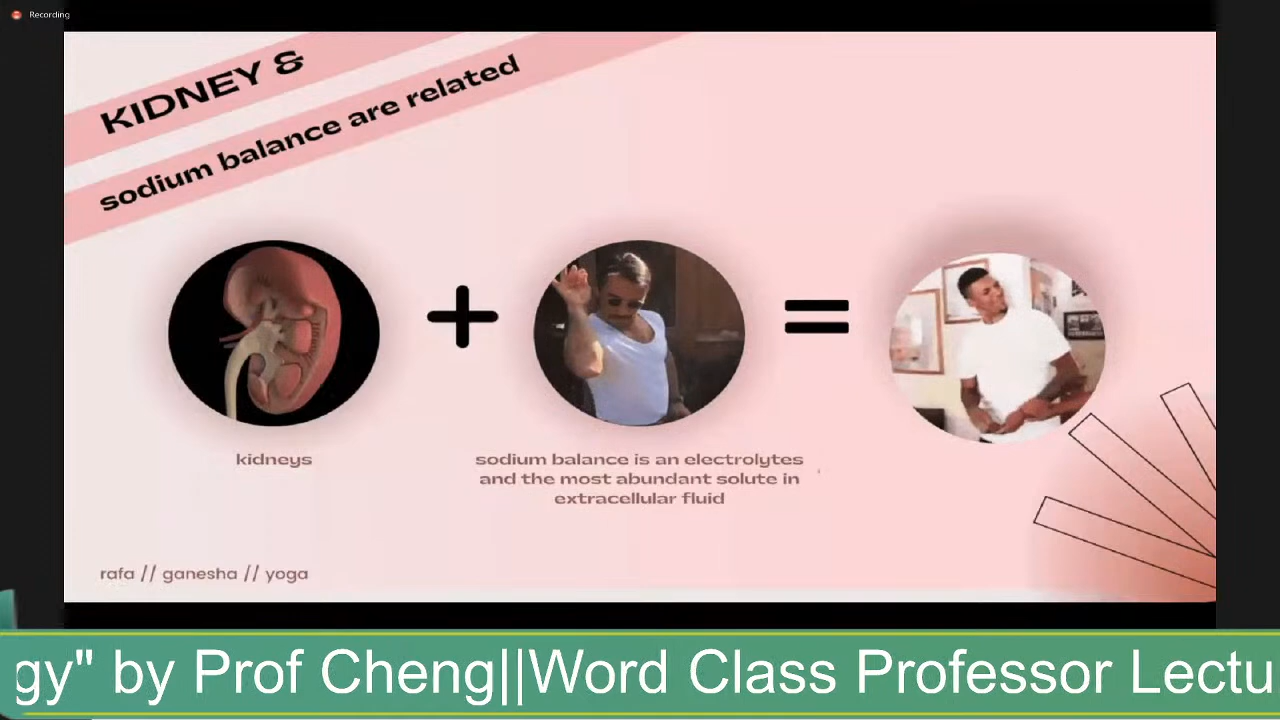 Recording
KIDNEY &
sodium balance are related
kidneys
sodium balance is an electrolytes
and the most abundant solute in
extracellular fluid
rafa // ganesha // yoga
gy" by Prof Cheng||Word Class Professor Lectu